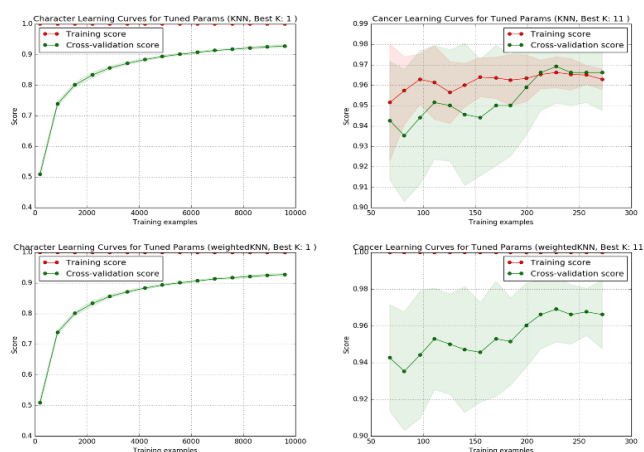 Character Learning Curves for Tuned Params (KNN, Best K: 1 )
1.0
0.9
0.8
0.7
0.6
0.5
0.4
Score
Training score
Cross-validation score
0 2000 4000 6000 8000 10000
Training examples
Cancer Learning Curves for Tuned Params (KNN, Best K: 11 )
0.99
0.98
0.97
0.96
0.95
0.94
0.93
0.92
0.91
0.90
Score
Training score
Cross-validation score
50 100 150 200 250 300
Training examples
Character Learning Curves for Tuned Params (weightedKNN, Best K: 1 )
1.0
0.9
0.8
0.7
0.6
0.5
0.4
Score
Training score
Cross-validation score
0 2000 4000 6000 8000 10000
Training examples
Cancer Learning Curves for Tuned Params (weightedKNN, Best K: 11
1.00
0.98
0.96
0.94
0.92
0.90
Score
Training score
Cross-validation score
50 100 150 200 250 300
Training examples